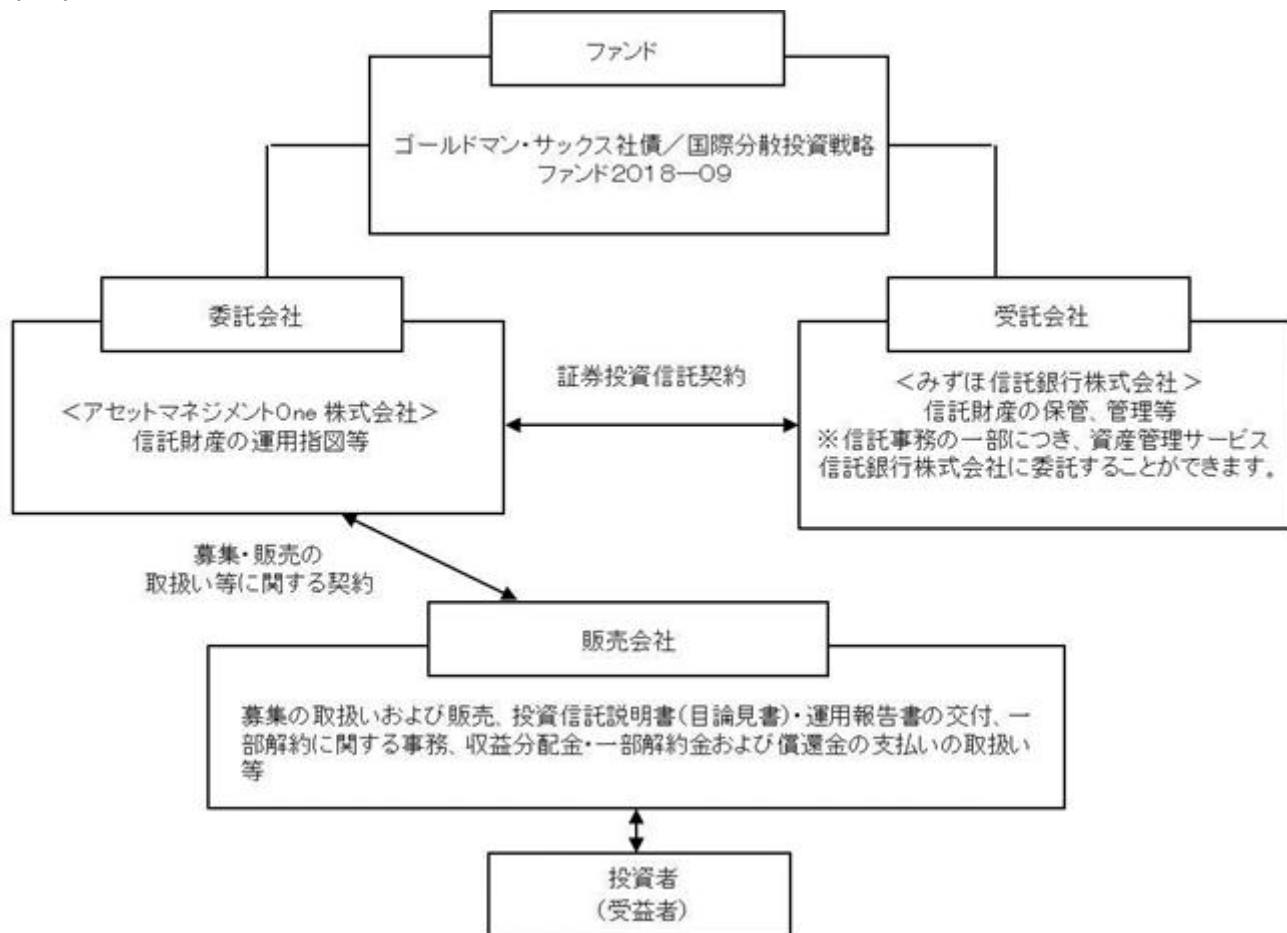 ファンド
ゴールドマン・サックス社債／国際分散投資戦略
ファンド２０１８―０９
委託会社
＜アセットマネジメントOne 株式会社＞
信託財産の運用指図等
証券投資信託契約
受託会社
＜みずほ信託銀行株式会社＞
信託財産の保管、管理等
※信託事務の一部につき、資産管理サービス
信託銀行株式会社に委託することができます。
募集・販売の
取扱い等に関する契約
販売会社
募集の取扱いおよび販売、投資信託説明書(目論見書)・運用報告書の交付、一
部解約に関する事務、収益分配金・一部解約金および償還金の支払いの取扱い
等
投資者
(受益者)